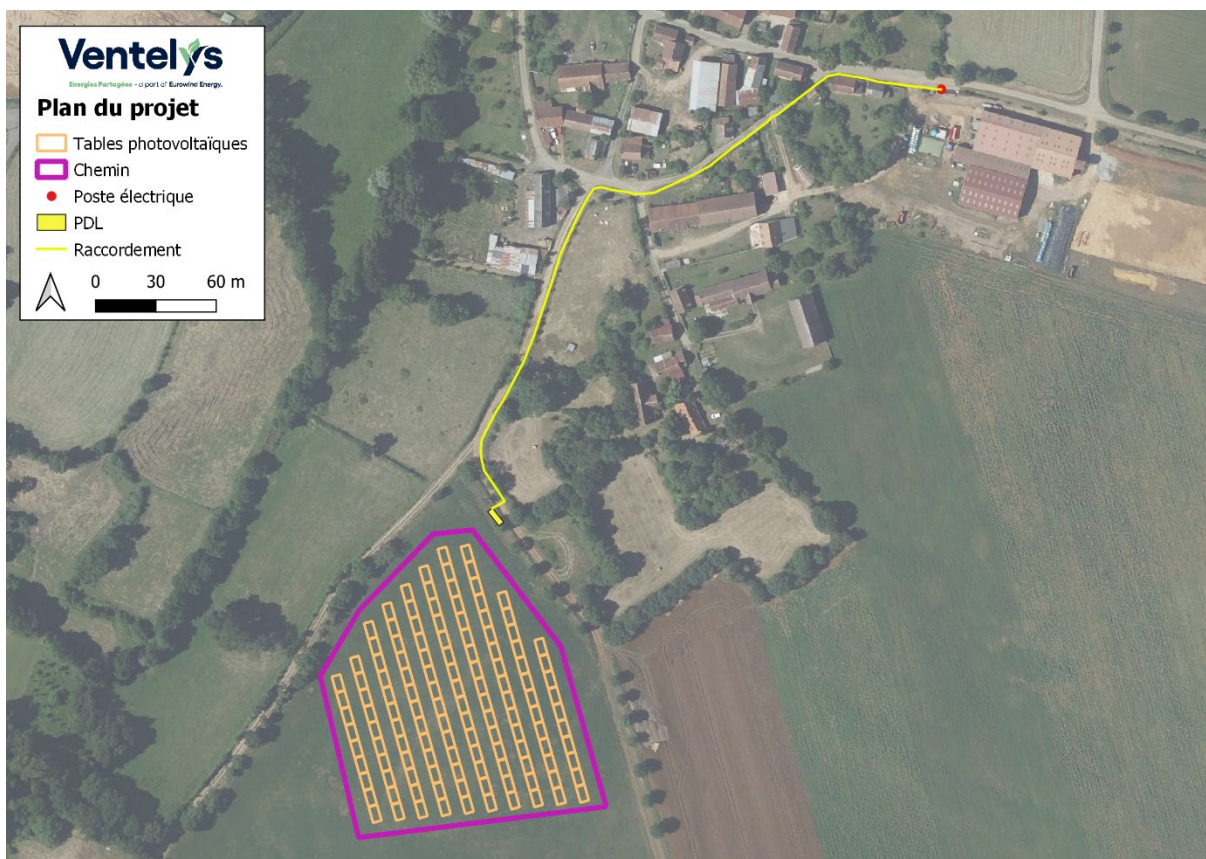 Ventelys
Energies Partagées - a part of Eurowind Energy.
Plan du projet
Tables photovoltaïques
Chemin
Poste électrique
PDL
Raccordement
0 30 60 m